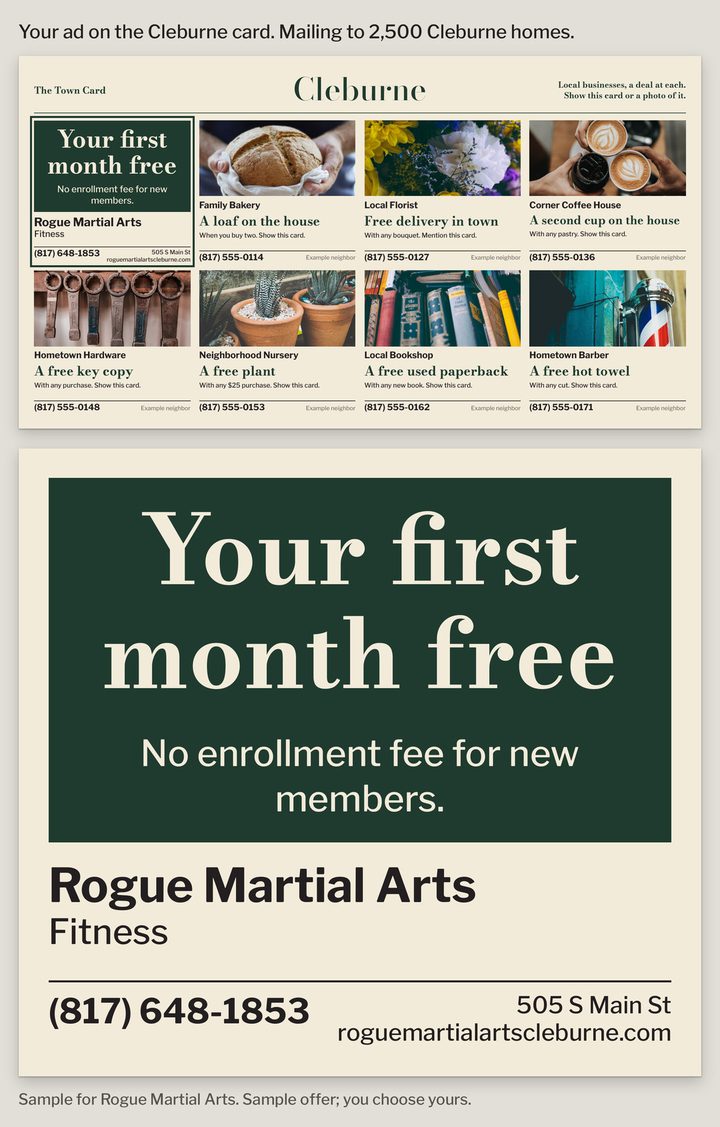 Your ad on the Cleburne card. Mailing to 2,500 Cleburne homes.
The Town Card
Cleburne
Local businesses, a deal at each.
Show this card or a photo of it.
Your first
month free
No enrollment fee for new
members.
Rogue Martial Arts
Fitness
(817) 648-1853
505 S Main St
roguemartialartscleburne.com
Family Bakery
A loaf on the house
When you buy two. Show this card.
(817) 555-0114
Example neighbor
Local Florist
Free delivery in town
With any bouquet. Mention this card.
(817) 555-0127
Example neighbor
Corner Coffee House
A second cup on the house
With any pastry. Show this card.
(817) 555-0136
Example neighbor
Hometown Hardware
A free key copy
With any purchase. Show this card.
(817) 555-0148
Example neighbor
Neighborhood Nursery
A free plant
With any $25 purchase. Show this card.
(817) 555-0153
Example neighbor
Local Bookshop
A free used paperback
With any new book. Show this card.
(817) 555-0162
Example neighbor
Hometown Barber
A free hot towel
With any cut. Show this card.
(817) 555-0171
Example neighbor
Your first
month free
No enrollment fee for new
members.
Rogue Martial Arts
Fitness
(817) 648-1853
505 S Main St
roguemartialartscleburne.com
Sample for Rogue Martial Arts. Sample offer; you choose yours.